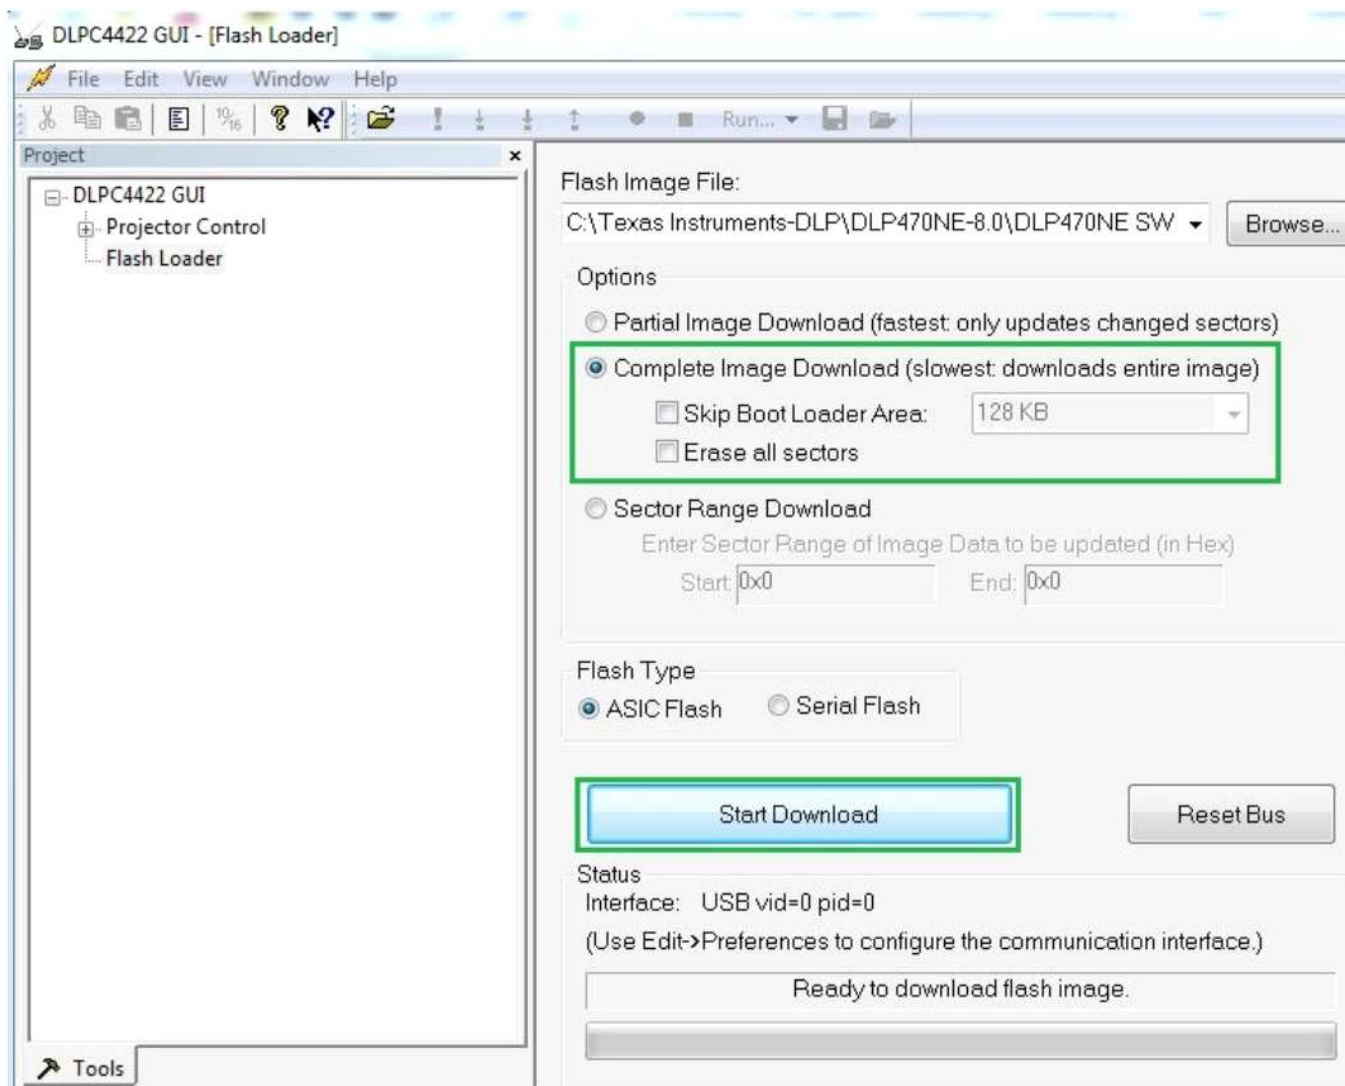 DLPC4422 GUI - [Flash Loader]
File Edit View Window Help
10/16 Run...
Project x
DLPC4422 GUI
Projector Control
Flash Loader
Tools
Flash Image File:
C:\Texas Instruments-DLP\DLP470NE-8.0\DLP470NE SW Browse...
Options
Partial Image Download (fastest: only updates changed sectors)
Complete Image Download (slowest: downloads entire image)
Skip Boot Loader Area: 128 KB
Erase all sectors
Sector Range Download
Enter Sector Range of Image Data to be updated (in Hex)
Start: 0x0 End: 0x0
Flash Type
ASIC Flash Serial Flash
Start Download Reset Bus
Status
Interface: USB vid=0 pid=0
(Use Edit->Preferences to configure the communication interface.)
Ready to download flash image.